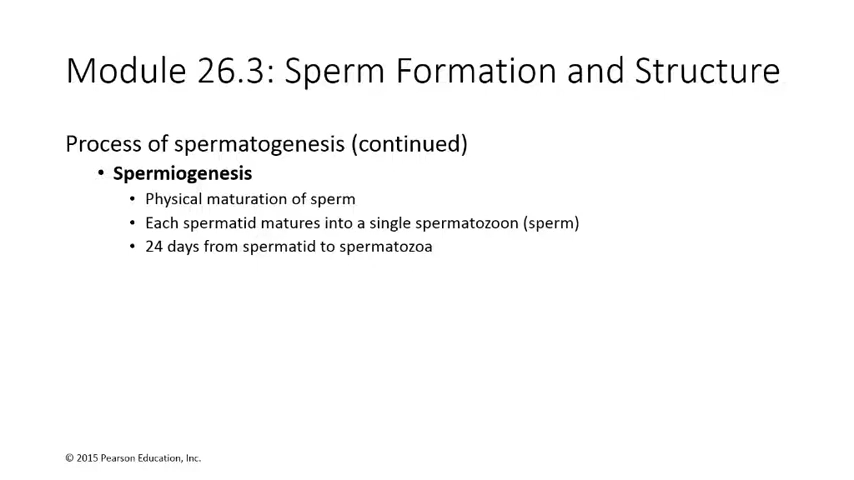 Module 26.3: Sperm Formation and Structure
Process of spermatogenesis (continued)
• Spermiogenesis
• Physical maturation of sperm
• Each spermatid matures into a single spermatozoon (sperm)
• 24 days from spermatid to spermatozoa
© 2015 Pearson Education, Inc.